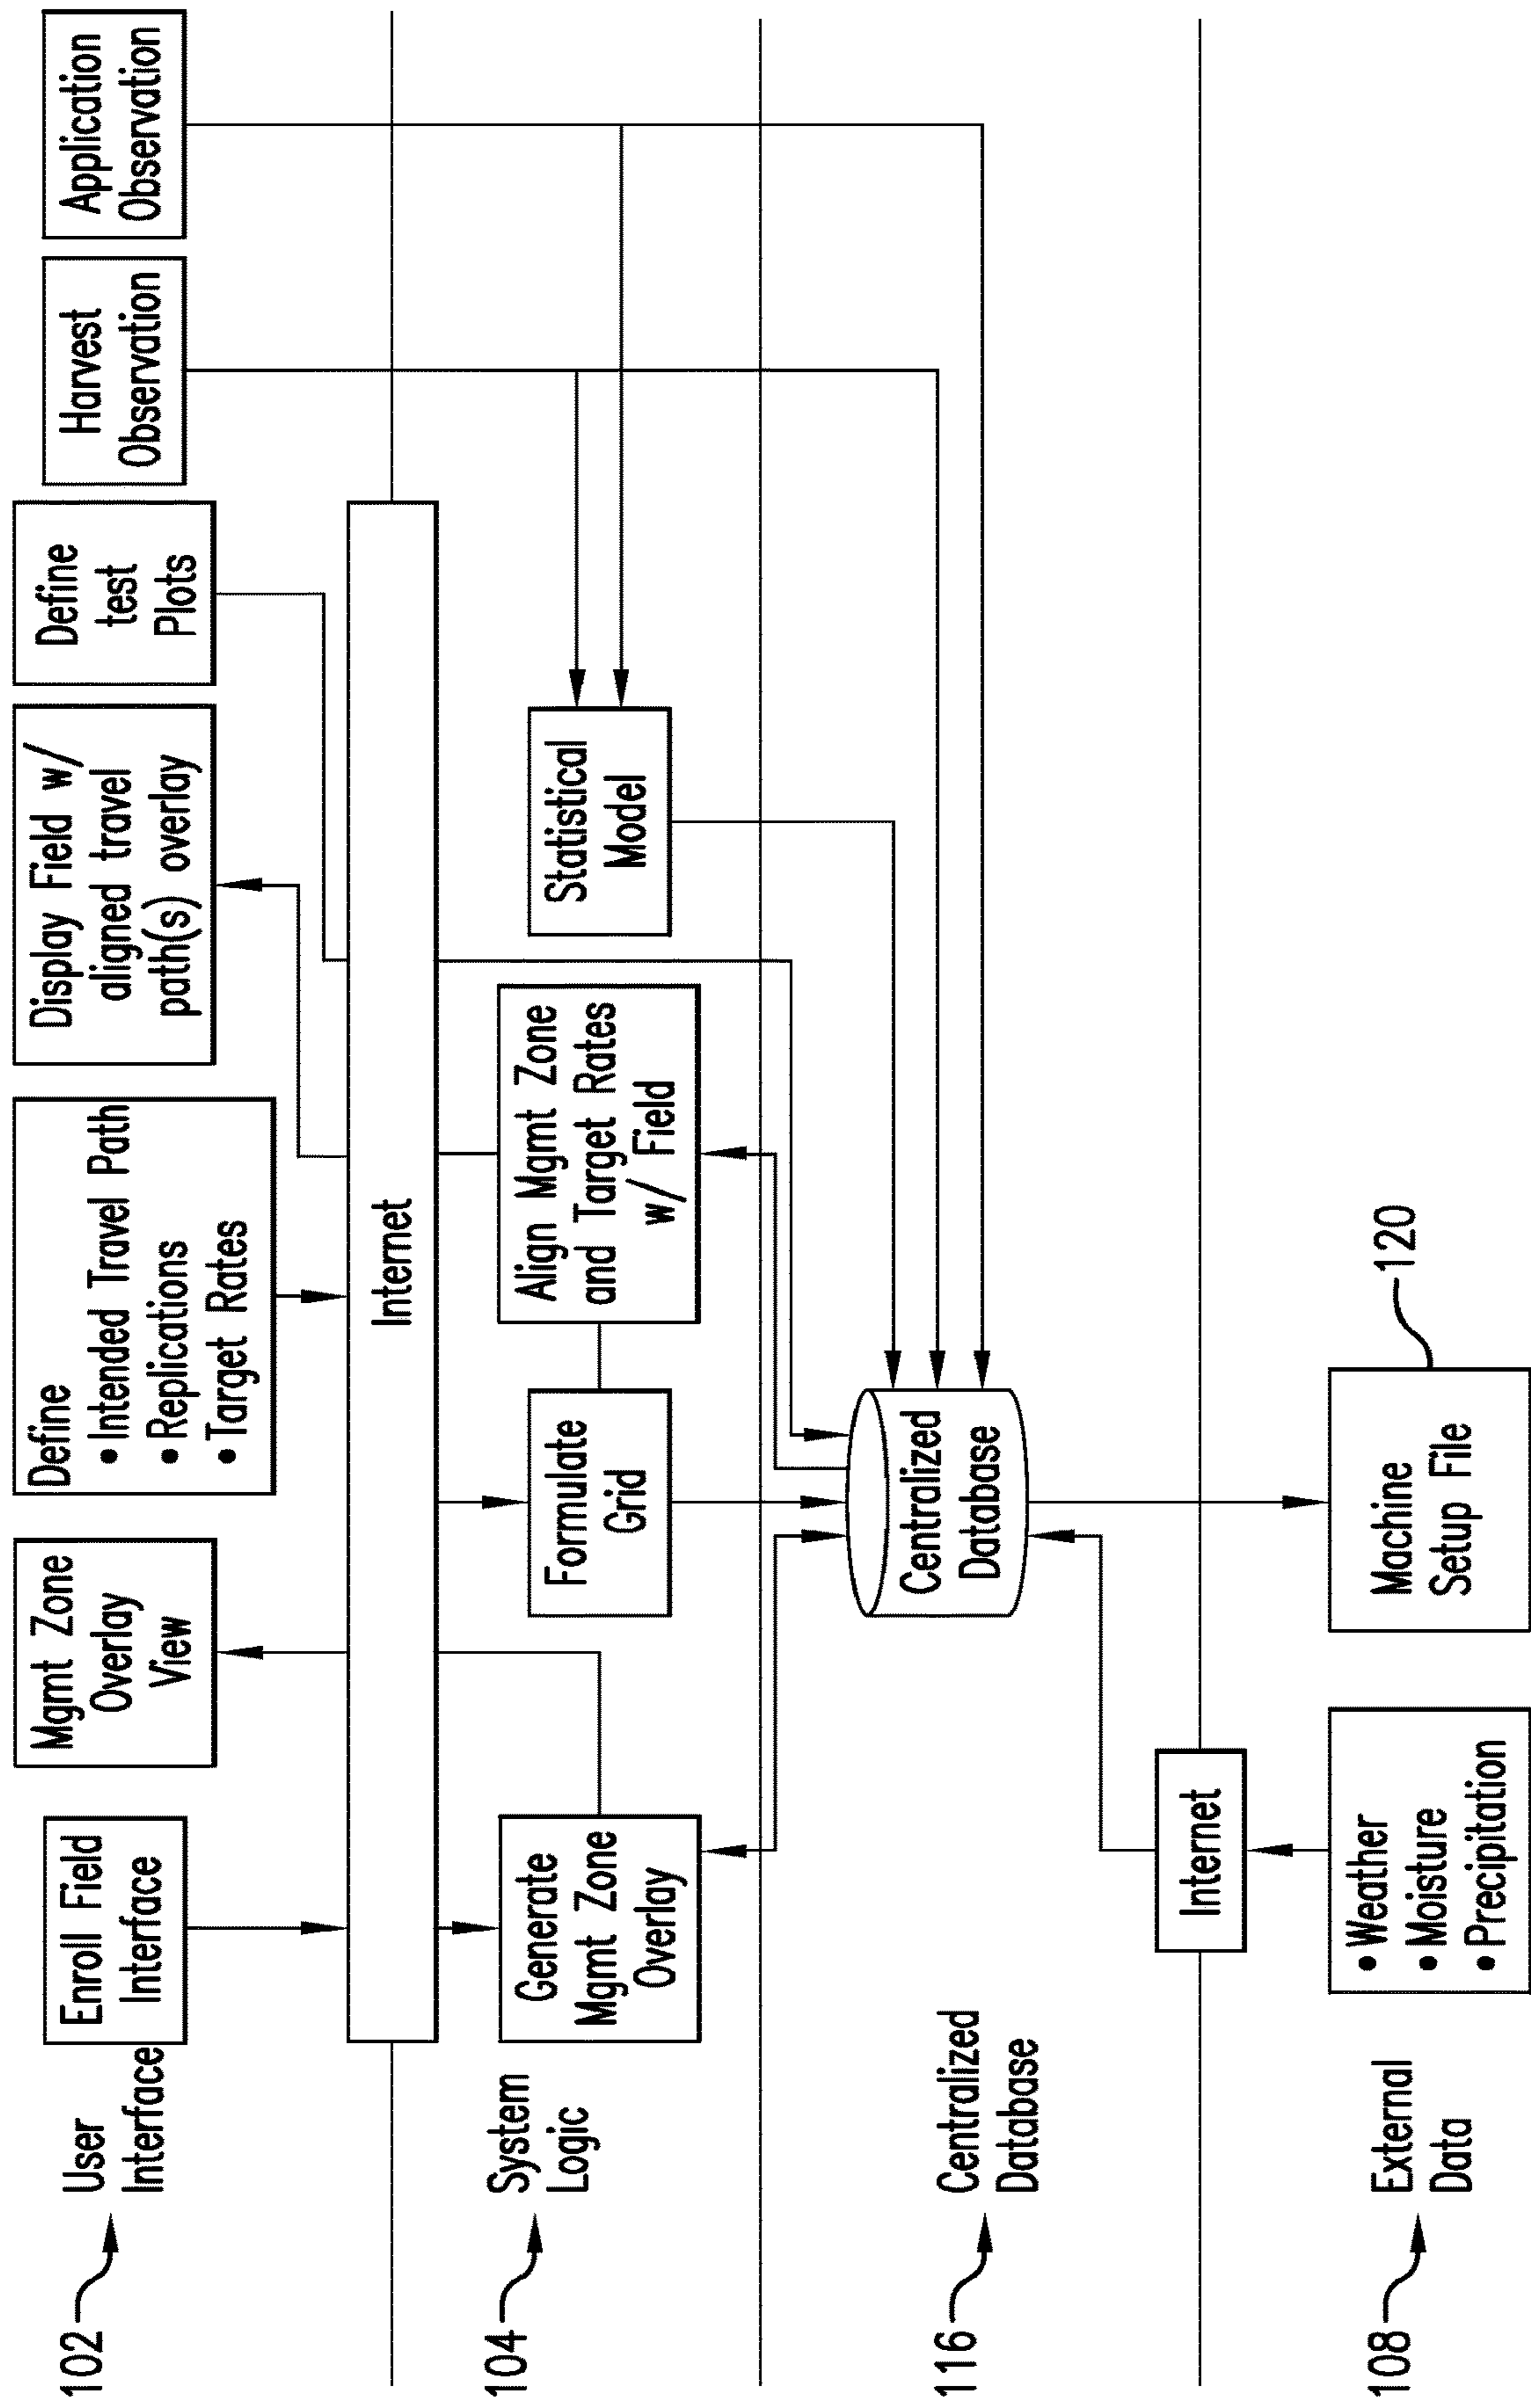 102
User
Interface
Enroll Field
Interface
Mgmt Zone
Overlay
View
Define
• Intended Travel Path
• Replications
• Target Rates
Display Field w/
aligned travel
path(s) overlay
Define
test
Plots
Harvest
Observation
Application
Observation
Internet
104
System
Logic
Generate
Mgmt Zone
Overlay
Formulate
Grid
Align Mgmt Zone
and Target Rates
w/ Field
Statistical
Model
116
Centralized
Database
Centralized
Database
Internet
108
External
Data
• Weather
• Moisture
• Precipitation
Machine
Setup File
120